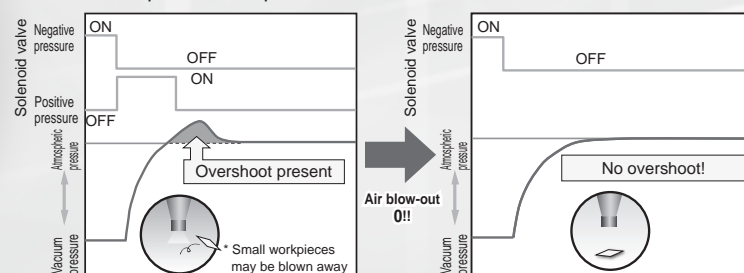 Solenoid valve
Negative
pressure
ON
OFF
ON
Positive
pressure
OFF
Atmospheric
pressure
Overshoot present
Vacuum
pressure
* Small workpieces
may be blown away
Air blow-out
0!!
Solenoid valve
Negative
pressure
ON
OFF
Atmospheric
pressure
No overshoot!
Vacuum
pressure